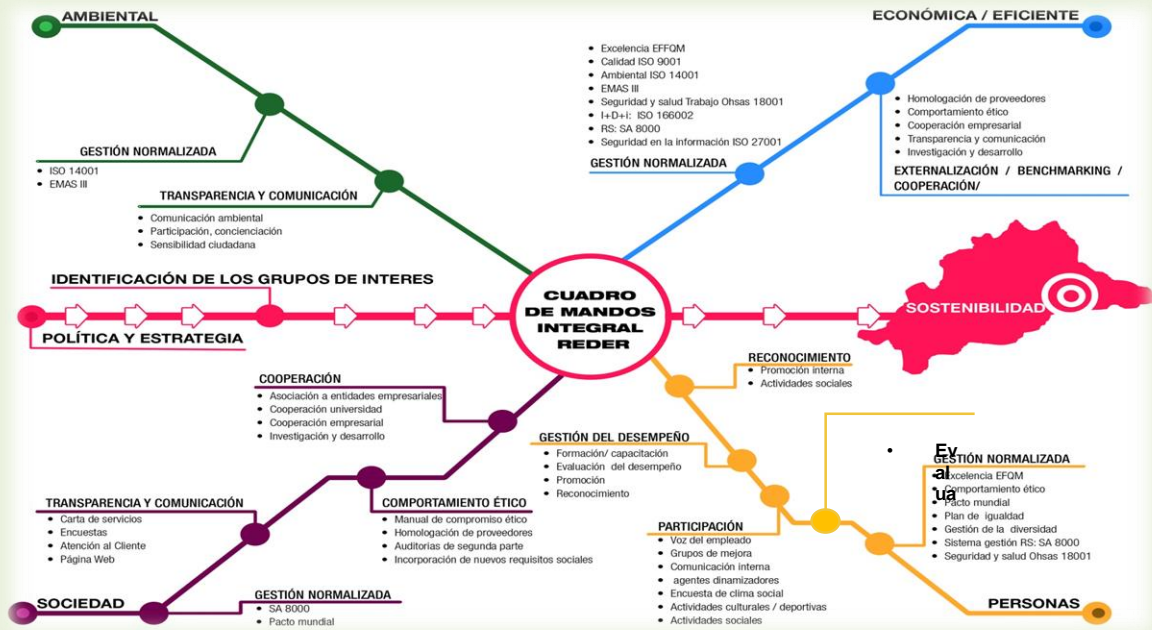 AMBIENTAL
GESTIÓN NORMALIZADA
• ISO 14001
• EMAS III
TRANSPARENCIA Y COMUNICACIÓN
• Comunicación ambiental
• Participación, concienciación
• Sensibilidad ciudadana
ECONÓMICA / EFICIENTE
• Excelencia EFFQM
• Calidad ISO 9001
• Ambiental ISO 14001
• EMAS III
• Seguridad y salud Trabajo Ohsas 18001
• I+D+i: ISO 166002
• RS: SA 8000
• Seguridad en la información ISO 27001
GESTIÓN NORMALIZADA
• Homologación de proveedores
• Comportamiento ético
• Cooperación empresarial
• Transparencia y comunicación
• Investigación y desarrollo
EXTERNALIZACIÓN / BENCHMARKING /
COOPERACIÓN/
IDENTIFICACIÓN DE LOS GRUPOS DE INTERES
POLÍTICA Y ESTRATEGIA
CUADRO
DE MANDOS
INTEGRAL
REDER
SOSTENIBILIDAD
COOPERACIÓN
• Asociación a entidades empresariales
• Cooperación universidad
• Cooperación empresarial
• Investigación y desarrollo
TRANSPARENCIA Y COMUNICACIÓN
• Carta de servicios
• Encuestas
• Atención al Cliente
• Página Web
COMPORTAMIENTO ÉTICO
• Manual de compromiso ético
• Homologación de proveedores
• Auditorias de segunda parte
• Incorporación de nuevos requisitos sociales
SOCIEDAD
GESTIÓN NORMALIZADA
• SA 8000
• Pacto mundial
RECONOCIMIENTO
• Promoción interna
• Actividades sociales
GESTIÓN DEL DESEMPEÑO
• Formación/ capacitación
• Evaluación del desempeño
• Promoción
• Reconocimiento
PARTICIPACIÓN
• Voz del empleado
• Grupos de mejora
• Comunicación interna
• agentes dinamizadores
• Encuesta de clima social
• Actividades culturales / deportivas
• Actividades sociales
• Ev
al
ua
GESTIÓN NORMALIZADA
• Excelencia EFQM
• Comportamiento ético
• Pacto mundial
• Plan de igualdad
• Gestión de la diversidad
• Sistema gestión RS: SA 8000
• Seguridad y salud Ohsas 18001
PERSONAS